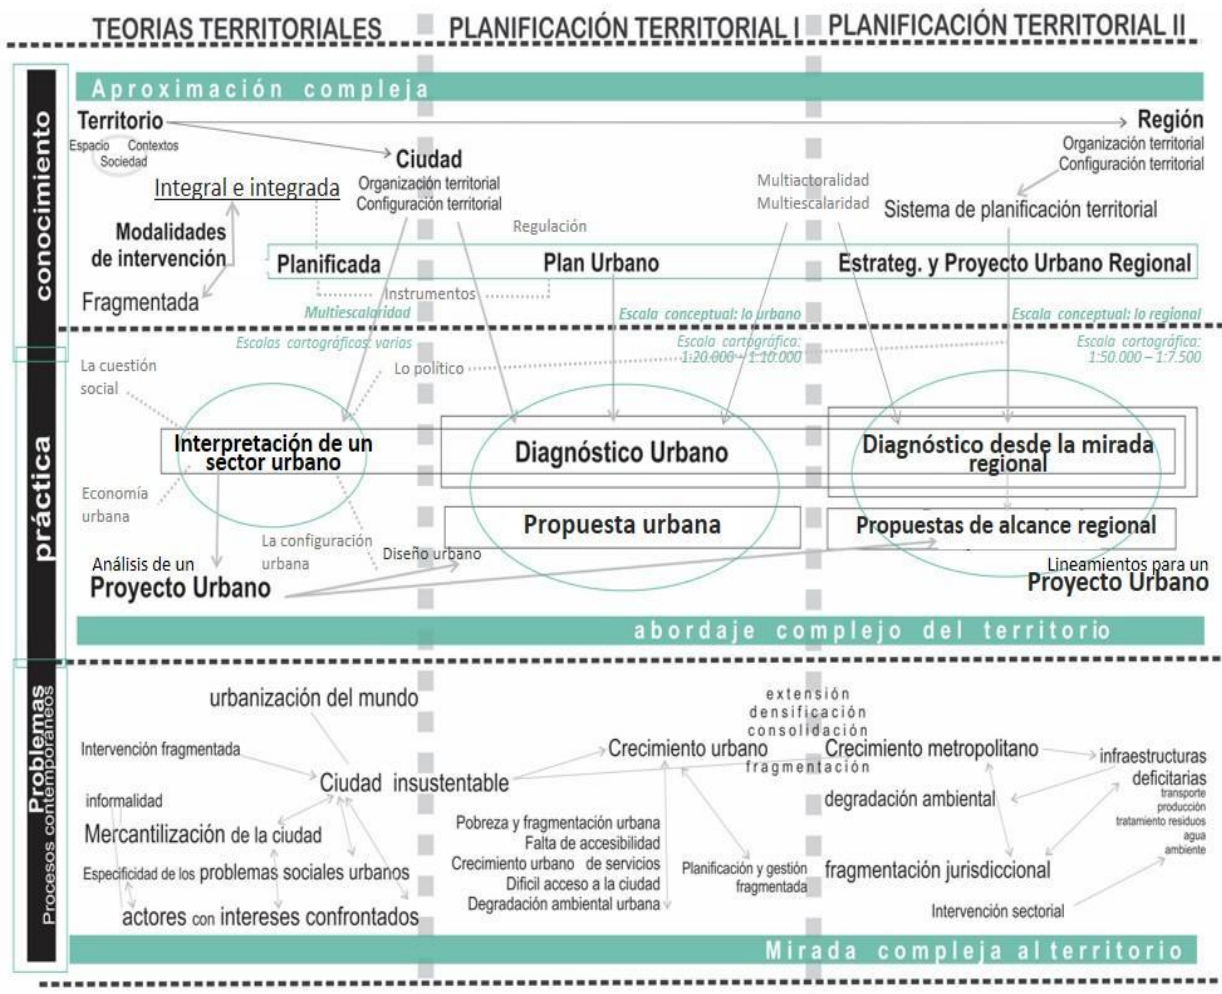 TEORIAS TERRITORIALES
PLANIFICACIÓN TERRITORIAL I
PLANIFICACIÓN TERRITORIAL II
conocimiento
Aproximación compleja
Territorio
Espacio Contextos
Sociedad
Ciudad
Organización territorial
Configuración territorial
Región
Organización territorial
Configuración territorial
Integral e integrada
Modalidades
de intervención
Fragmentada
Multiactoralidad
Multiescalaridad
Sistema de planificación territorial
Regulación
Planificada
Plan Urbano
Estrateg. y Proyecto Urbano Regional
Instrumentos
Multiescalaridad
Escala conceptual: lo urbano
Escala conceptual: lo regional
práctica
Escalas cartográficas: varias
Escala cartográfica:
1:20.000 – 1:10.000
Escala cartográfica:
1:50.000 – 1:7.500
La cuestión
social
Lo político
Interpretación de un
sector urbano
Diagnóstico Urbano
Diagnóstico desde la mirada
regional
Economía
urbana
Propuesta urbana
Propuestas de alcance regional
La configuración
urbana
Diseño urbano
Análisis de un
Proyecto Urbano
Lineamientos para un
Proyecto Urbano
abordaje complejo del territorio
Problemas
Procesos contemporáneos
urbanización del mundo
Intervención fragmentada
Ciudad insustentable
informalidad
Mercantilización de la ciudad
Especificidad de los problemas sociales urbanos
actores con intereses confrontados
extensión
densificación
consolidación
fragmentación
Crecimiento urbano
Pobreza y fragmentación urbana
Falta de accesibilidad
Crecimiento urbano de servicios
Dificil acceso a la ciudad
Degradación ambiental urbana
Planificación y gestión
fragmentada
Crecimiento metropolitano
infraestructuras
deficitarias
transporte
producción
tratamiento residuos
agua
ambiente
degradación ambiental
fragmentación jurisdiccional
Intervención sectorial
Mirada compleja al territorio